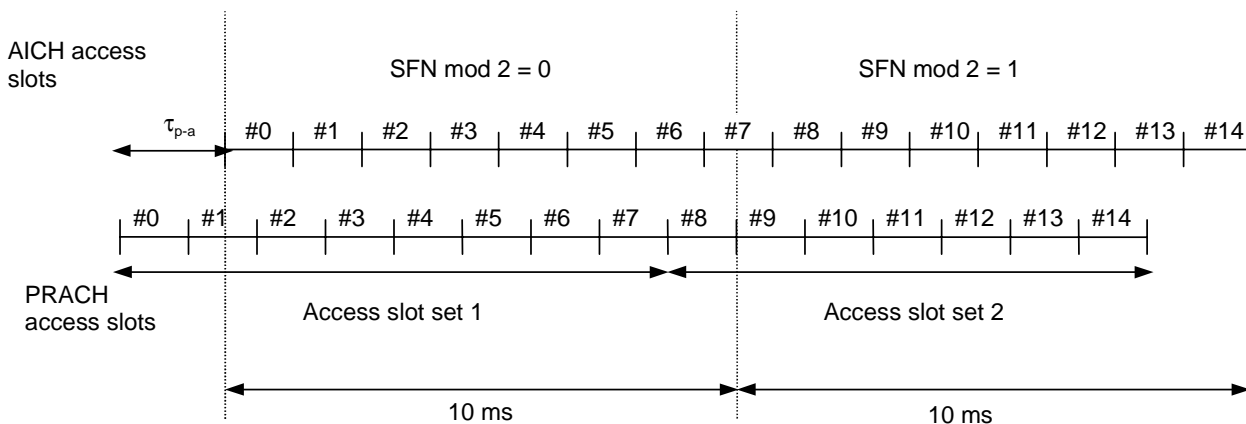 AICH access
slots
SFN mod 2 = 0
SFN mod 2 = 1
τp-a
#0 #1 #2 #3 #4 #5 #6 #7 #8 #9 #10 #11 #12 #13 #14
#0 #1 #2 #3 #4 #5 #6 #7 #8 #9 #10 #11 #12 #13 #14
PRACH
access slots
Access slot set 1
Access slot set 2
10 ms
10 ms